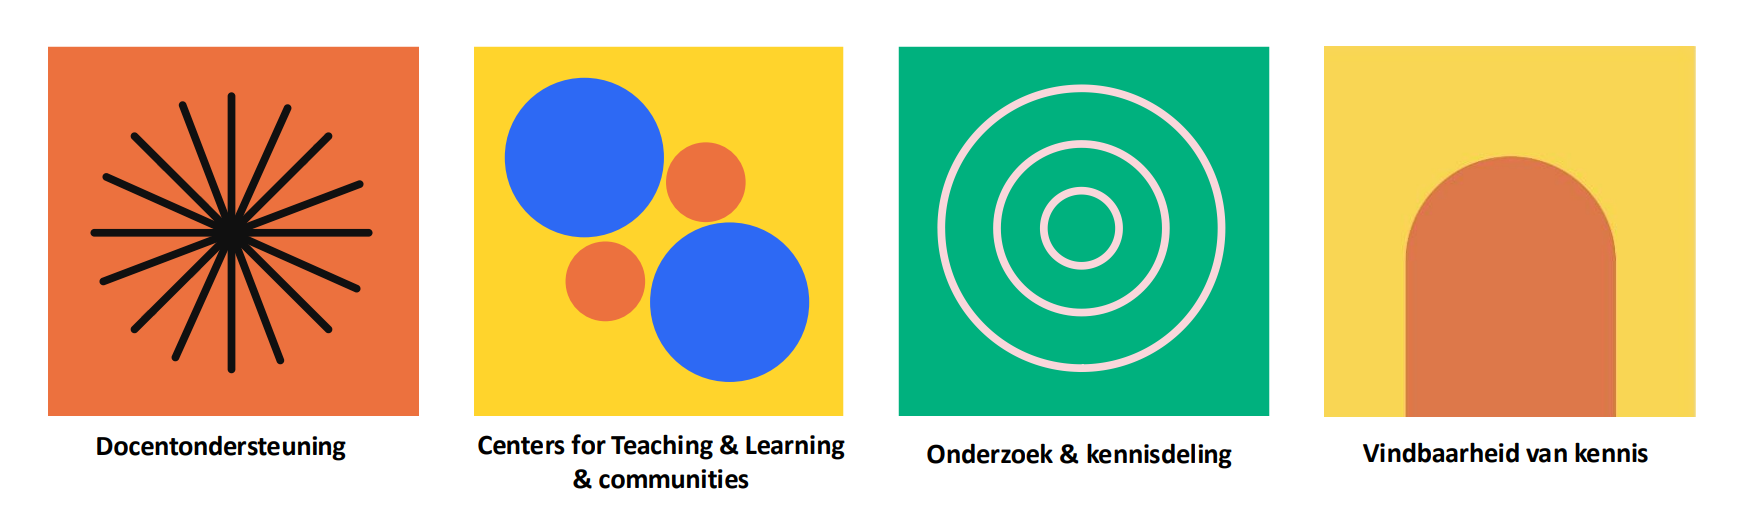 Docentondersteuning
Centers for Teaching & Learning
& communities
Onderzoek & kennisdeling
Vindbaarheid van kennis